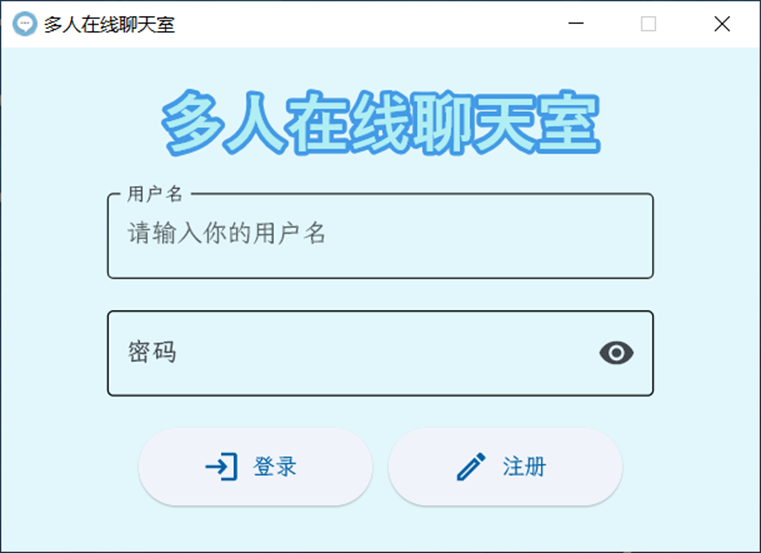 多人在线聊天室
多人在线聊天室
用户名
请输入你的用户名
密码
登录 注册